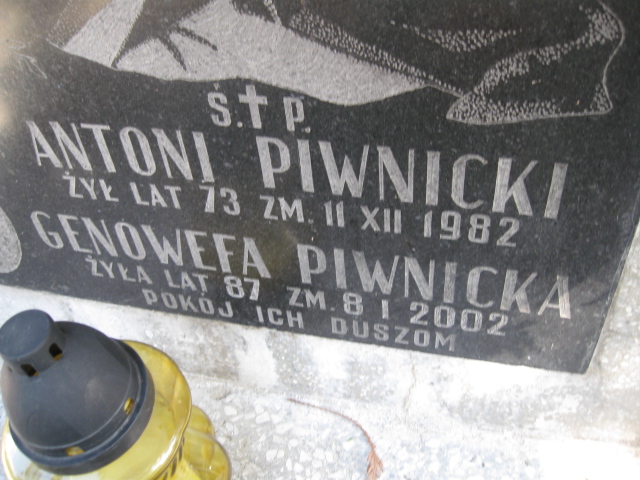 Ś.†P.
ANTONI PIWNICKI
ŻYŁ LAT 73 ZM. 11 XII 1982
GENOWEFA PIWNICKA
ŻYŁA LAT 87 ZM. 8 I 2002
POKÓJ ICH DUSZOM